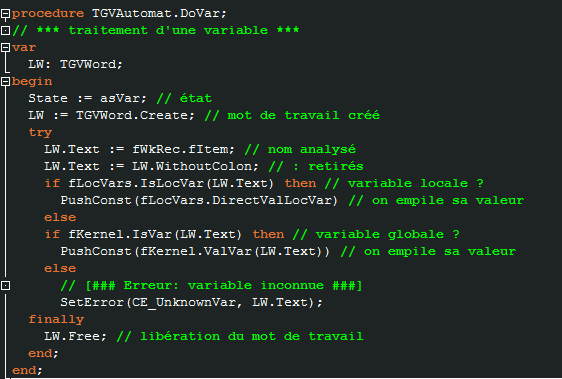 procedure TGVAutomat.DoVar;
// *** traitement d'une variable ***
var
LW: TGVWord;
begin
State := asVar; // état
LW := TGVWord.Create; // mot de travail créé
try
LW.Text := fWkRec.fItem; // nom analysé
LW.Text := LW.WithoutColon; // : retirés
if fLocVars.IsLocVar(LW.Text) then // variable locale ?
PushConst(fLocVars.DirectValLocVar) // on empile sa valeur
else
if fKernel.IsVar(LW.Text) then // variable globale ?
PushConst(fKernel.ValVar(LW.Text)) // on empile sa valeur
else
// [### Erreur: variable inconnue ###]
SetError(CE_UnknownVar, LW.Text);
finally
LW.Free; // libération du mot de travail
end;
end;